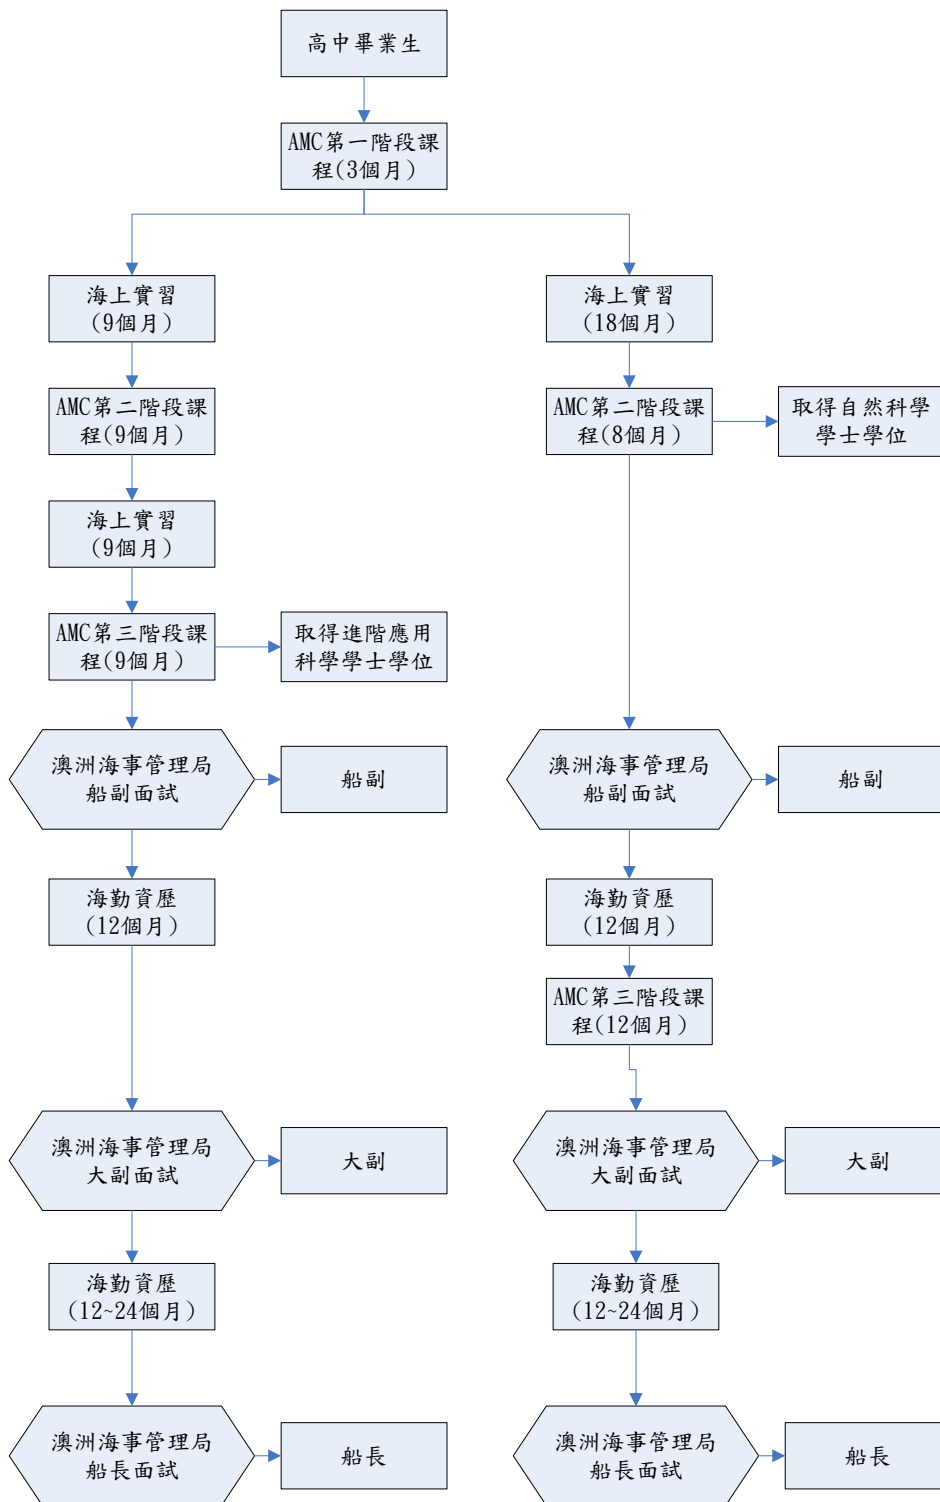 高中畢業生
AMC第一階段課
程(3個月)
海上實習
(9個月)
海上實習
(18個月)
AMC第二階段課
程(9個月)
AMC第二階段課
程(8個月)
取得自然科學
學士學位
海上實習
(9個月)
AMC第三階段課
程(9個月)
取得進階應用
科學學士學位
澳洲海事管理局
船副面試
船副
澳洲海事管理局
船副面試
船副
海勤資歷
(12個月)
海勤資歷
(12個月)
AMC第三階段課
程(12個月)
澳洲海事管理局
大副面試
大副
澳洲海事管理局
大副面試
大副
海勤資歷
(12~24個月)
海勤資歷
(12~24個月)
澳洲海事管理局
船長面試
船長
澳洲海事管理局
船長面試
船長